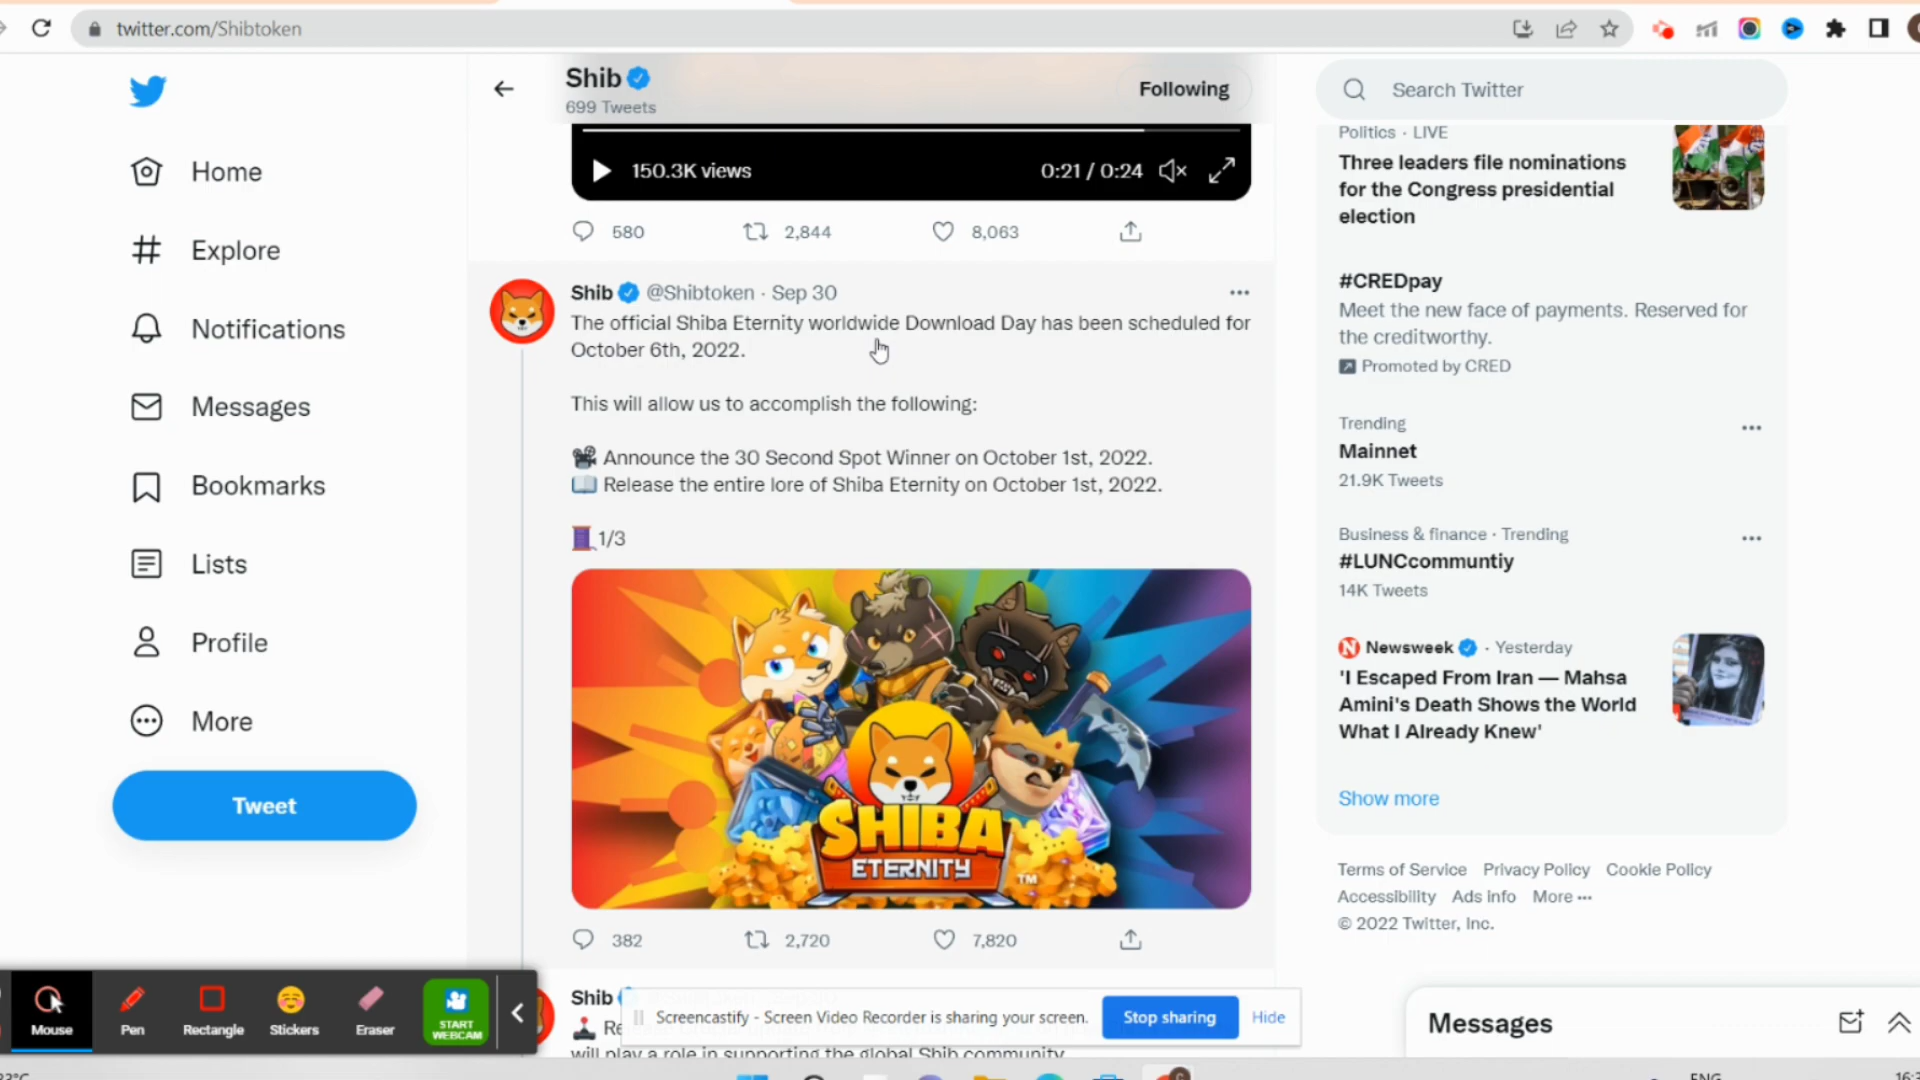 twitter.com/Shibtoken
Shib
699 Tweets
Following
Search Twitter
Home
Explore
Notifications
Messages
Bookmarks
Lists
Profile
More
Tweet
150.3K views
0:21 / 0:24
580
2,844
8,063
Shib @Shibtoken · Sep 30
The official Shiba Eternity worldwide Download Day has been scheduled for
October 6th, 2022.
This will allow us to accomplish the following:
Announce the 30 Second Spot Winner on October 1st, 2022.
Release the entire lore of Shiba Eternity on October 1st, 2022.
1/3
SHIBA
ETERNITY
TM
382
2,720
7,820
Shib
will play a role in supporting the global Shib community
Politics · LIVE
Three leaders file nominations
for the Congress presidential
election
#CREDpay
Meet the new face of payments. Reserved for
the creditworthy.
Promoted by CRED
Trending
Mainnet
21.9K Tweets
Business & finance · Trending
#LUNCcommuntiy
14K Tweets
Newsweek · Yesterday
'I Escaped From Iran — Mahsa
Amini's Death Shows the World
What I Already Knew'
Show more
Terms of Service Privacy Policy Cookie Policy
Accessibility Ads info More ···
© 2022 Twitter, Inc.
Messages
Mouse
Pen
Rectangle
Stickers
Eraser
START
WEBCAM
Screencastify - Screen Video Recorder is sharing your screen.
Stop sharing
Hide
ENG